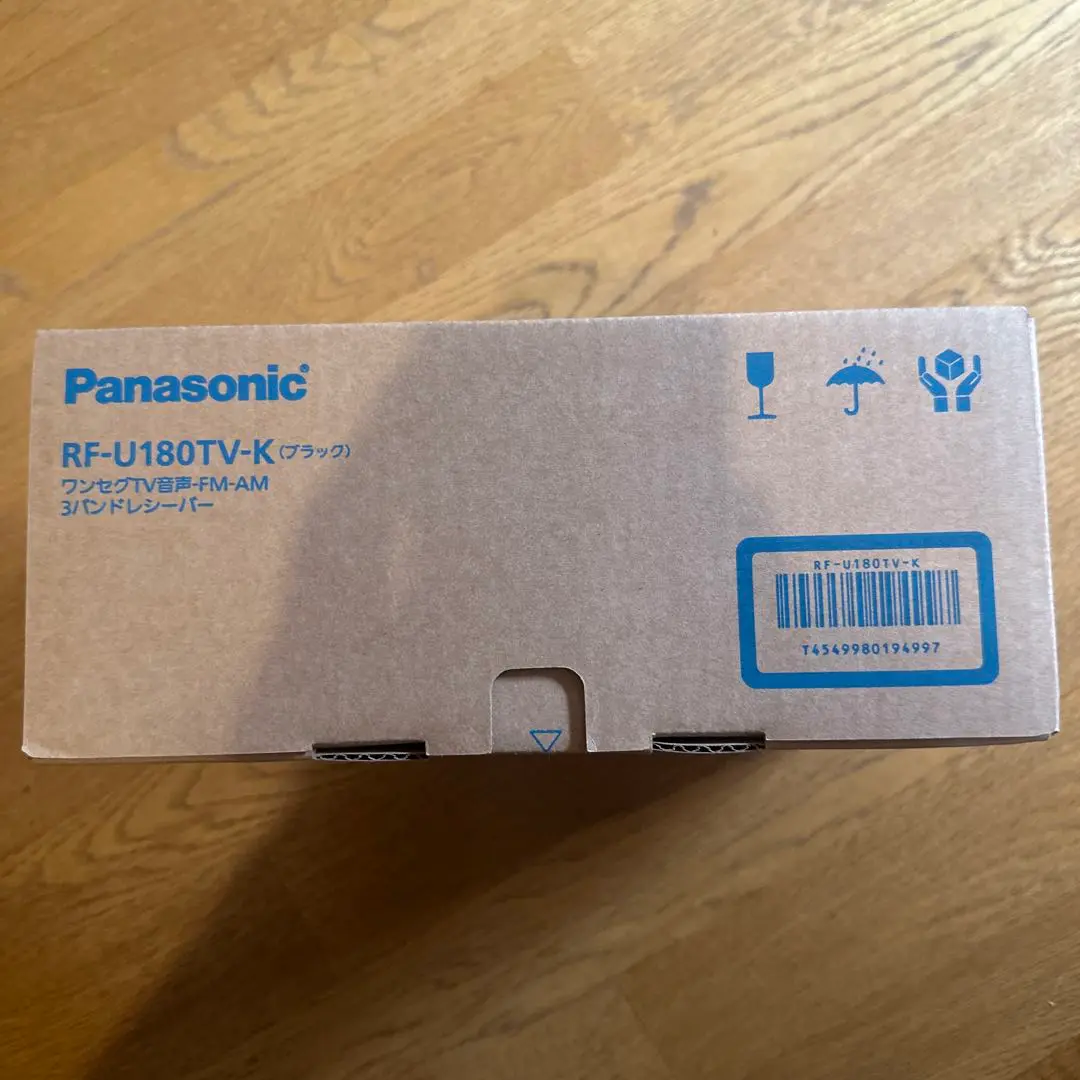 Panasonic
RF-U180TV-K(ブラック)
ワンセグTV音声-FM-AM
3バンドレシーバー
RF-U180TV-K
T4549980194997